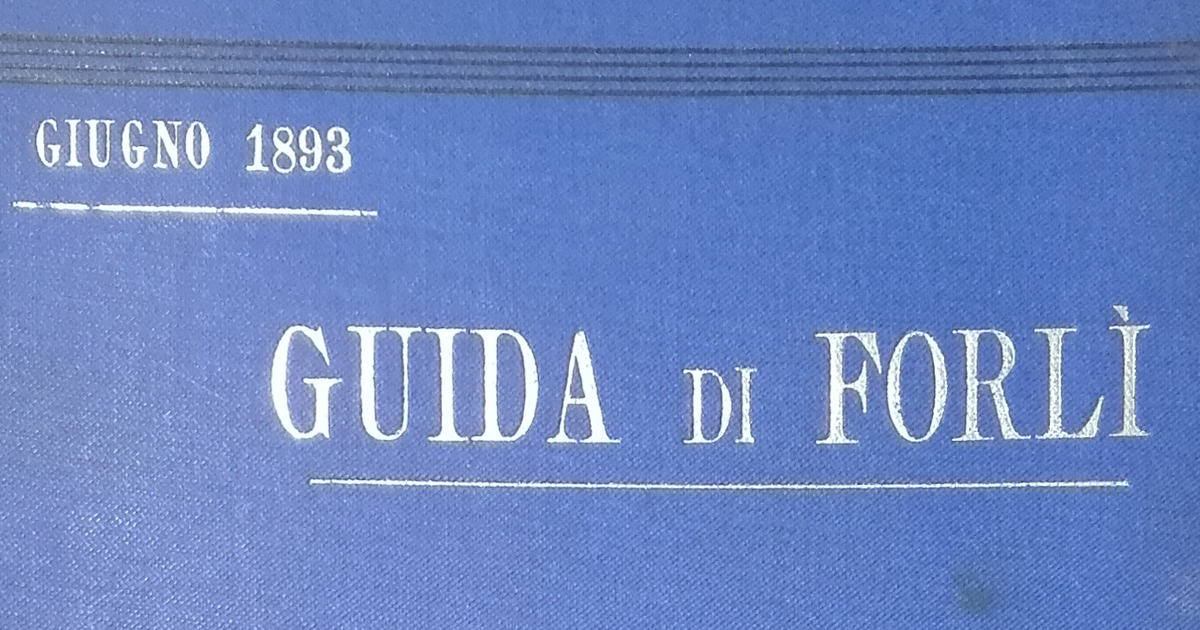 GIUGNO 1893
GUIDA DI FORLÌ